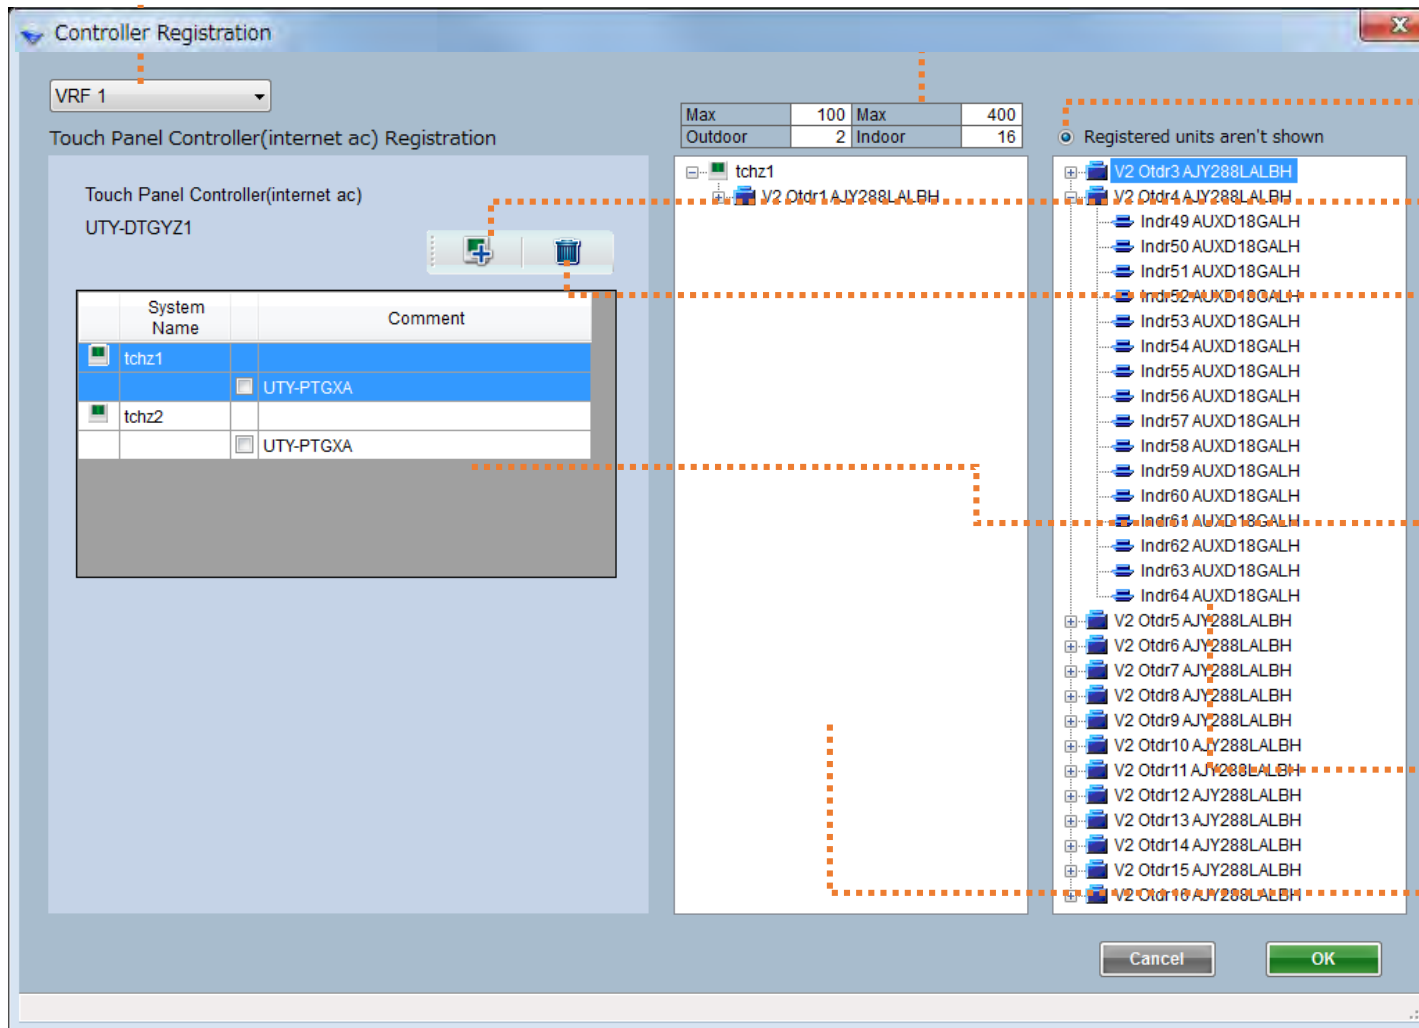 Controller Registration
VRF 1
Touch Panel Controller(internet ac) Registration
Touch Panel Controller(internet ac)
UTY-DTGYZ1
System Name Comment
tchz1
UTY-PTGXA
tchz2
UTY-PTGXA
Max 100 Max 400
Outdoor 2 Indoor 16
tchz1
V2 Otdr1 AJY288LALBH
Registered units aren't shown
V2 Otdr3 AJY288LALBH
V2 Otdr4 AJY288LALBH
Indr49 AUXD18GALH
Indr50 AUXD18GALH
Indr51 AUXD18GALH
Indr52 AUXD18GALH
Indr53 AUXD18GALH
Indr54 AUXD18GALH
Indr55 AUXD18GALH
Indr56 AUXD18GALH
Indr57 AUXD18GALH
Indr58 AUXD18GALH
Indr59 AUXD18GALH
Indr60 AUXD18GALH
Indr61 AUXD18GALH
Indr62 AUXD18GALH
Indr63 AUXD18GALH
Indr64 AUXD18GALH
V2 Otdr5 AJY288LALBH
V2 Otdr6 AJY288LALBH
V2 Otdr7 AJY288LALBH
V2 Otdr8 AJY288LALBH
V2 Otdr9 AJY288LALBH
V2 Otdr10 AJY288LALBH
V2 Otdr11 AJY288LALBH
V2 Otdr12 AJY288LALBH
V2 Otdr13 AJY288LALBH
V2 Otdr14 AJY288LALBH
V2 Otdr15 AJY288LALBH
V2 Otdr16 AJY288LALBH
Cancel OK